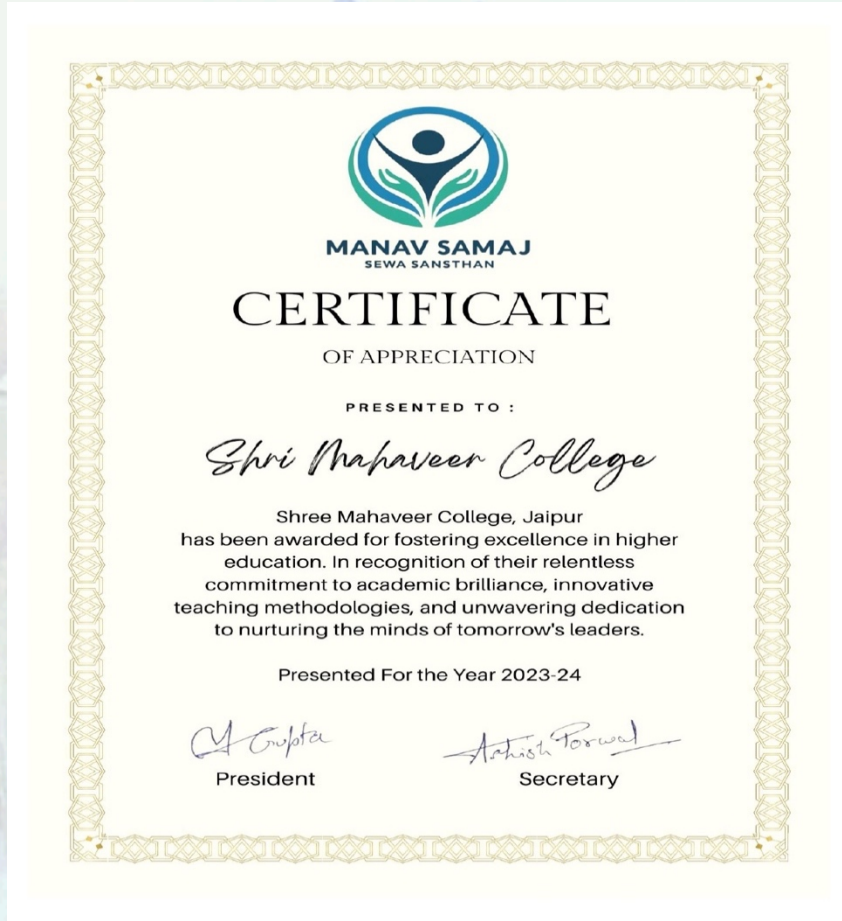 MANAV SAMAJ
SEWA SANSTHAN
CERTIFICATE
OF APPRECIATION
PRESENTED TO :
Shri Mahaveer College
Shree Mahaveer College, Jaipur
has been awarded for fostering excellence in higher
education. In recognition of their relentless
commitment to academic brilliance, innovative
teaching methodologies, and unwavering dedication
to nurturing the minds of tomorrow's leaders.
Presented For the Year 2023-24
Gupta Ashish Porwal
President Secretary